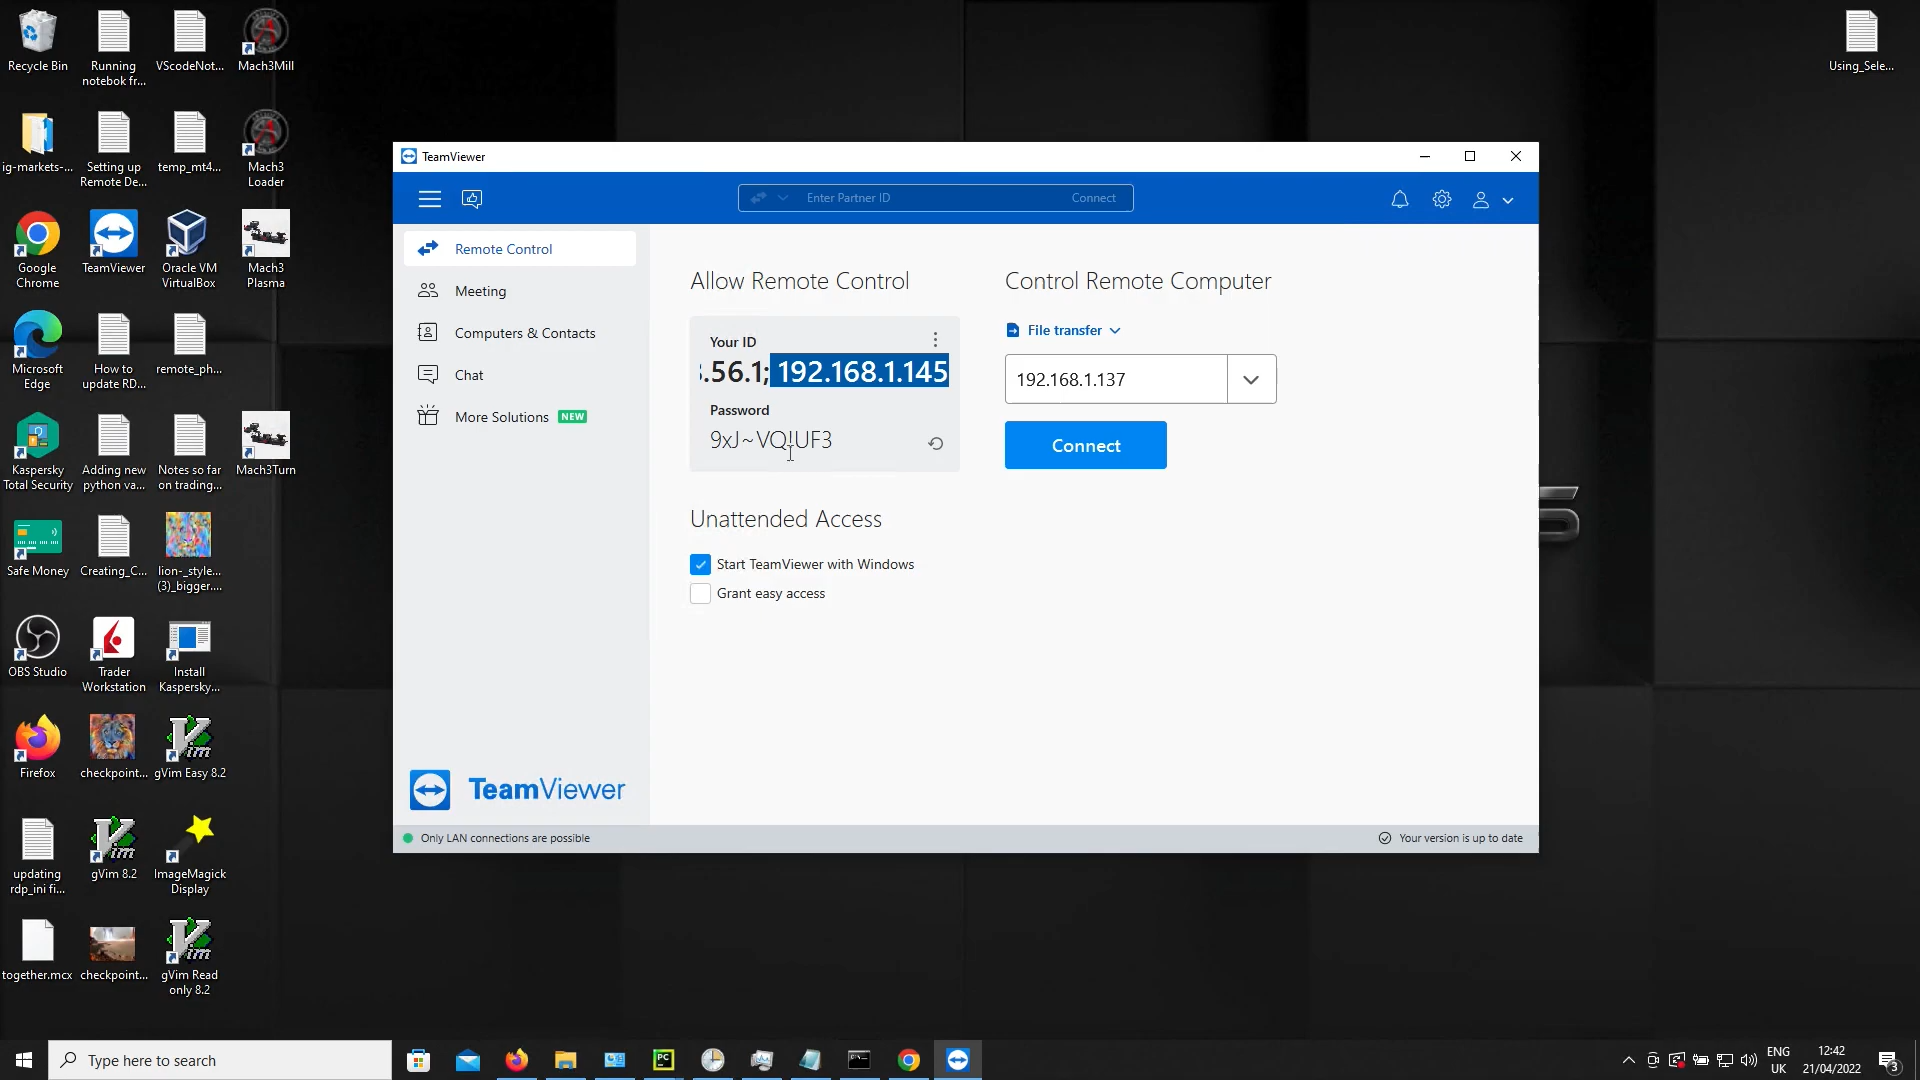 Recycle Bin
Running
notebok fr...
VScodeNot...
Mach3Mill
Using_Sele...
ig-markets-...
Setting up
Remote De...
temp_mt4...
Mach3
Loader
Google
Chrome
TeamViewer
Oracle VM
VirtualBox
Mach3
Plasma
Microsoft
Edge
How to
update RD...
remote_ph...
Kaspersky
Total Security
Adding new
python va...
Notes so far
on trading...
Mach3Turn
Safe Money
Creating_C...
lion-_style...
(3)_bigger....
OBS Studio
Trader
Workstation
Install
Kaspersky...
Firefox
checkpoint...
gVim Easy 8.2
updating
rdp_ini fi...
gVim 8.2
ImageMagick
Display
together.mcx
checkpoint...
gVim Read
only 8.2
TeamViewer
Enter Partner ID
Connect
Remote Control
Meeting
Computers & Contacts
Chat
More Solutions NEW
TeamViewer
Allow Remote Control
Your ID
.56.1; 192.168.1.145
Password
9xJ~VQ!UF3
Unattended Access
Start TeamViewer with Windows
Grant easy access
Control Remote Computer
File transfer
192.168.1.137
Connect
Only LAN connections are possible
Your version is up to date
Type here to search
PC
ENG
UK
12:42
21/04/2022
3